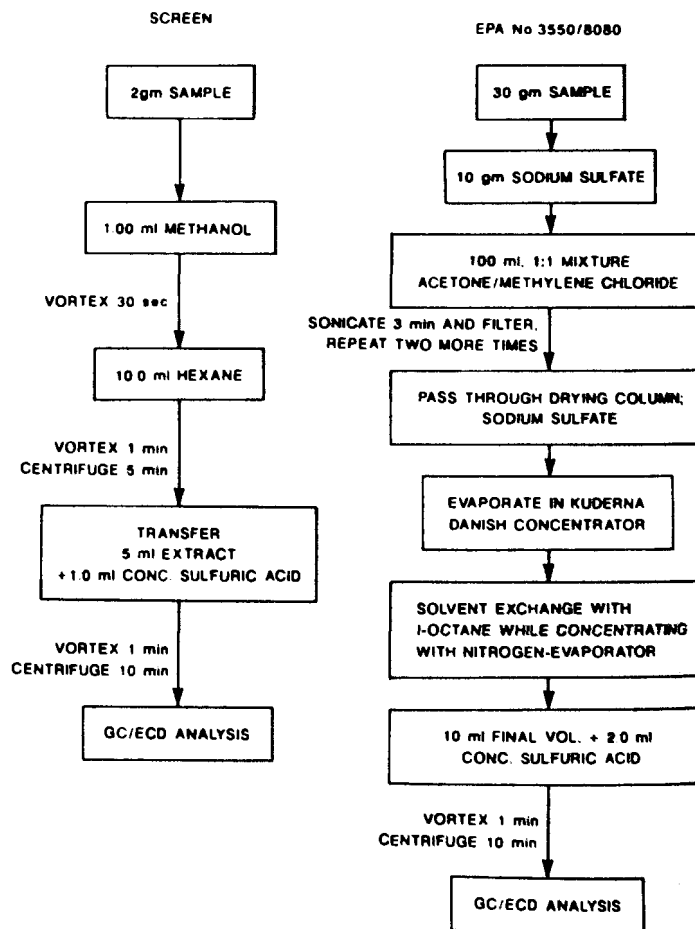 SCREEN
2gm SAMPLE
1.00 ml METHANOL
VORTEX 30 sec
10.0 ml HEXANE
VORTEX 1 min
CENTRIFUGE 5 min
TRANSFER
5 ml EXTRACT
+1.0 ml CONC. SULFURIC ACID
VORTEX 1 min
CENTRIFUGE 10 min
GC/ECD ANALYSIS
EPA No 3550/8080
30 gm SAMPLE
10 gm SODIUM SULFATE
100 ml, 1:1 MIXTURE
ACETONE/METHYLENE CHLORIDE
SONICATE 3 min AND FILTER,
REPEAT TWO MORE TIMES
PASS THROUGH DRYING COLUMN;
SODIUM SULFATE
EVAPORATE IN KUDERNA
DANISH CONCENTRATOR
SOLVENT EXCHANGE WITH
I-OCTANE WHILE CONCENTRATING
WITH NITROGEN-EVAPORATOR
10 ml FINAL VOL. + 2.0 ml
CONC. SULFURIC ACID
VORTEX 1 min
CENTRIFUGE 10 min
GC/ECD ANALYSIS